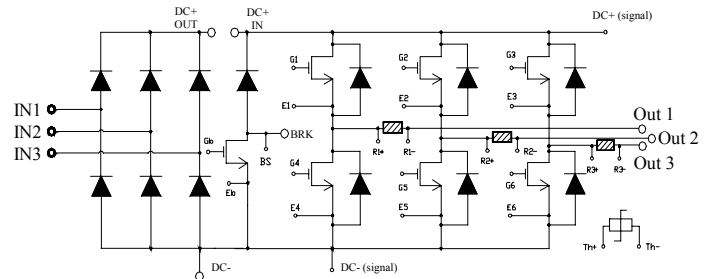 DC+ OUT
DC+ IN
DC+ (signal)
G1
G2
G3
E1
E2
E3
IN1
IN2
IN3
Glo
BRK
BS
Elo
R1+
R1-
R2+
R2-
R3+
R3-
Out 1
Out 2
Out 3
G4
G5
G6
E4
E5
E6
Th+
Th-
DC-
DC- (signal)